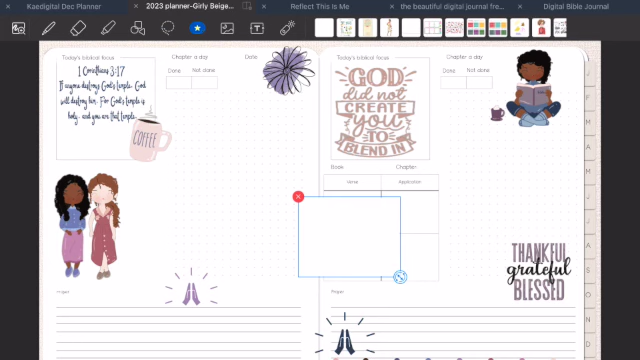 Kaedigital Dec Planner
2023 planner-Girly Beige...
Reflect This Is Me
the beautiful digital journal fre...
Digital Bible Journal
Today's biblical focus
Chapter a day
Date
Done
Not done
1 Corinthians 3:17
If anyone destroys God's temple, God
will destroy him. For God's temple is
holy, and you are that temple.
COFFEE
Prayer
Today's biblical focus
Chapter a day
Done
Not done
GOD
did not
CREATE
you
TO
BLEND IN
Book
Chapter
Verse
Application
THANKFUL
grateful
BLESSED
Prayer
J
A
S
O
N
D